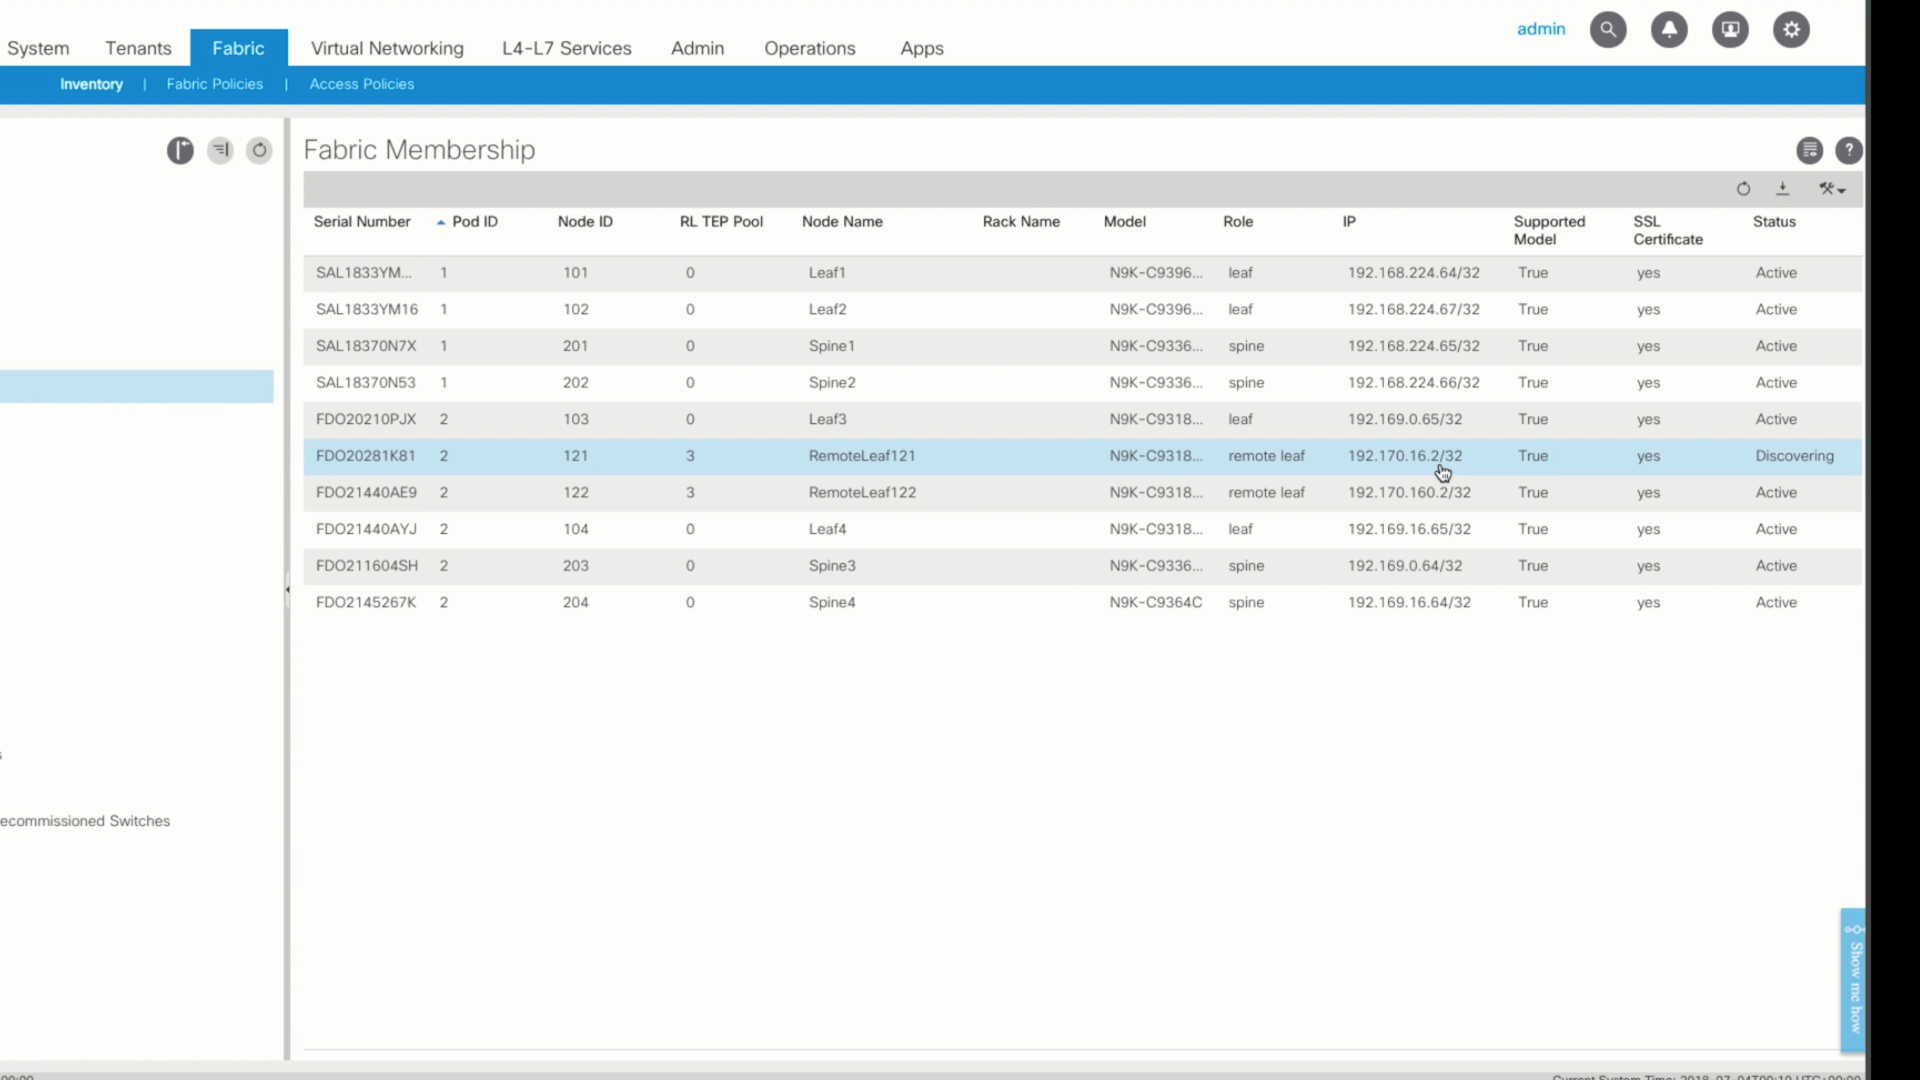 admin
System Tenants Fabric Virtual Networking L4-L7 Services Admin Operations Apps
Inventory | Fabric Policies | Access Policies
Fabric Membership
Serial Number Pod ID Node ID RL TEP Pool Node Name Rack Name Model Role IP Supported Model SSL Certificate Status
SAL1833YM... 1 101 0 Leaf1 N9K-C9396... leaf 192.168.224.64/32 True yes Active
SAL1833YM16 1 102 0 Leaf2 N9K-C9396... leaf 192.168.224.67/32 True yes Active
SAL18370N7X 1 201 0 Spine1 N9K-C9336... spine 192.168.224.65/32 True yes Active
SAL18370N53 1 202 0 Spine2 N9K-C9336... spine 192.168.224.66/32 True yes Active
FDO20210PJX 2 103 0 Leaf3 N9K-C9318... leaf 192.169.0.65/32 True yes Active
FDO20281K81 2 121 3 RemoteLeaf121 N9K-C9318... remote leaf 192.170.16.2/32 True yes Discovering
FDO21440AE9 2 122 3 RemoteLeaf122 N9K-C9318... remote leaf 192.170.160.2/32 True yes Active
FDO21440AYJ 2 104 0 Leaf4 N9K-C9318... leaf 192.169.16.65/32 True yes Active
FDO211604SH 2 203 0 Spine3 N9K-C9336... spine 192.169.0.64/32 True yes Active
FDO2145267K 2 204 0 Spine4 N9K-C9364C spine 192.169.16.64/32 True yes Active
s
ecommissioned Switches
Show me how
Current System Time: